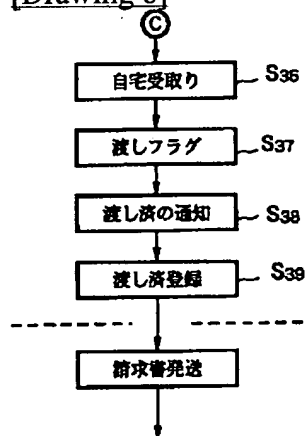 [Drawing 8]
C
自宅受取り S36
渡しフラグ S37
渡し済の通知 S38
渡し済登録 S39
請求書発送